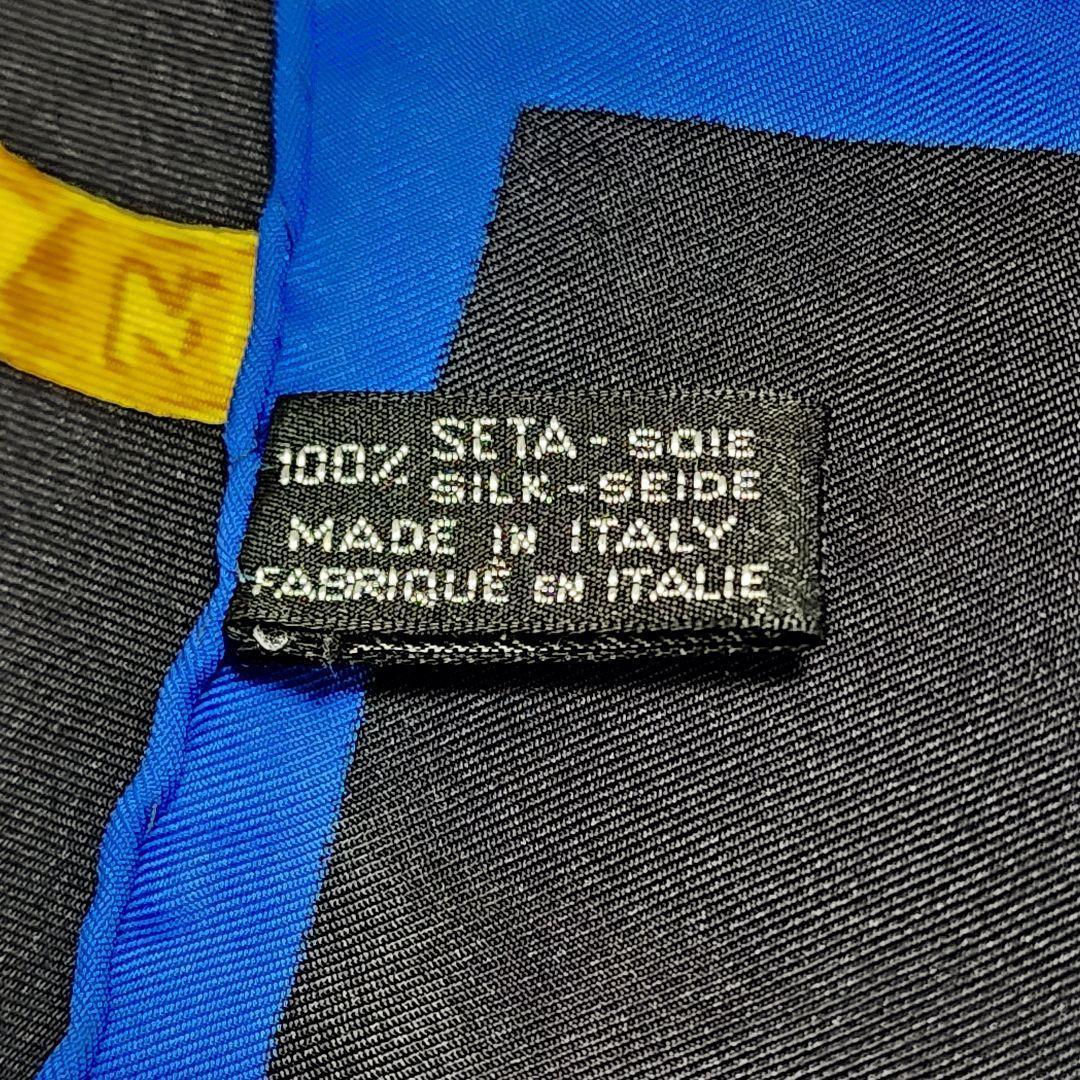 100% SETA - SOIE
SILK - SEIDE
MADE IN ITALY
FABRIQUÉ EN ITALIE